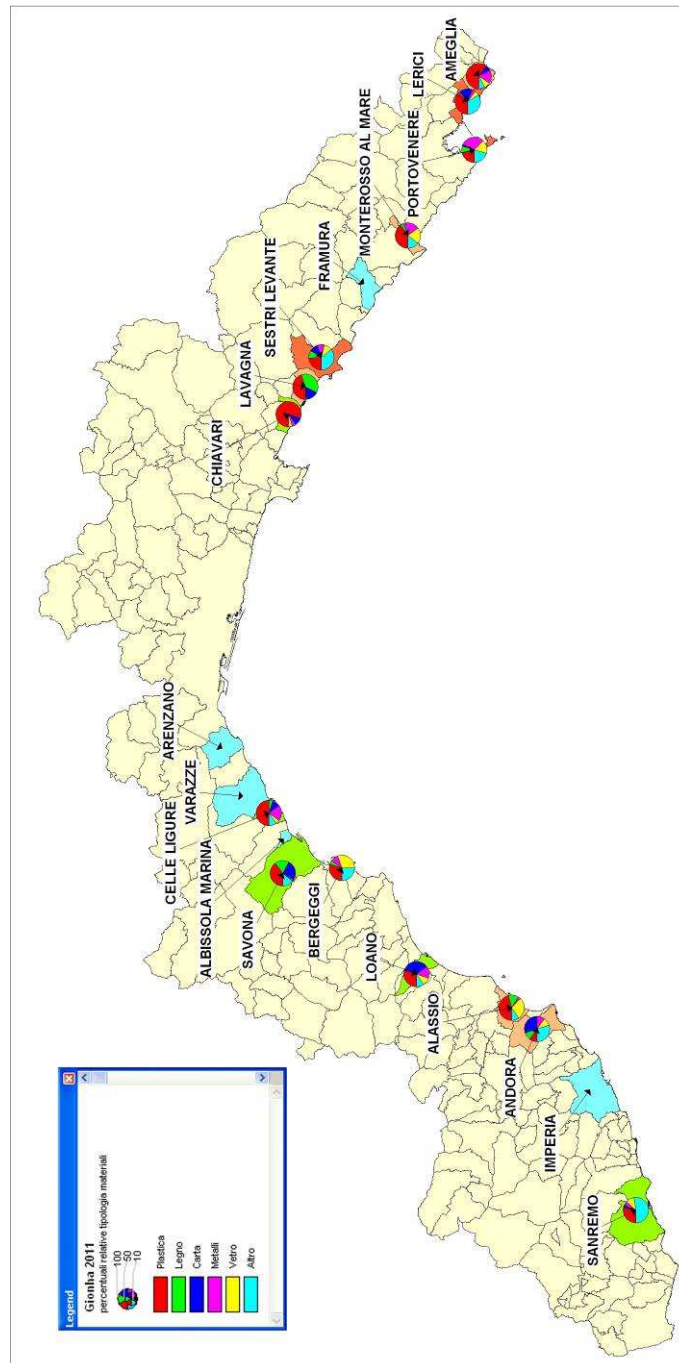 Legend
Gionha 2011
percentuali relative tipologia materiali
100
50
10
Plastica
Legno
Carta
Metalli
Vetro
Altro
SANREMO
IMPERIA
ANDORA
ALASSIO
LOANO
BERGEGGI
SAVONA
ALBISSOLA MARINA
CELLE LIGURE
VARAZZE
ARENZANO
CHIAVARI
LAVAGNA
SESTRI LEVANTE
FRAMURA
MONTEROSSO AL MARE
PORTOVENERE
LERICI
AMEGLIA